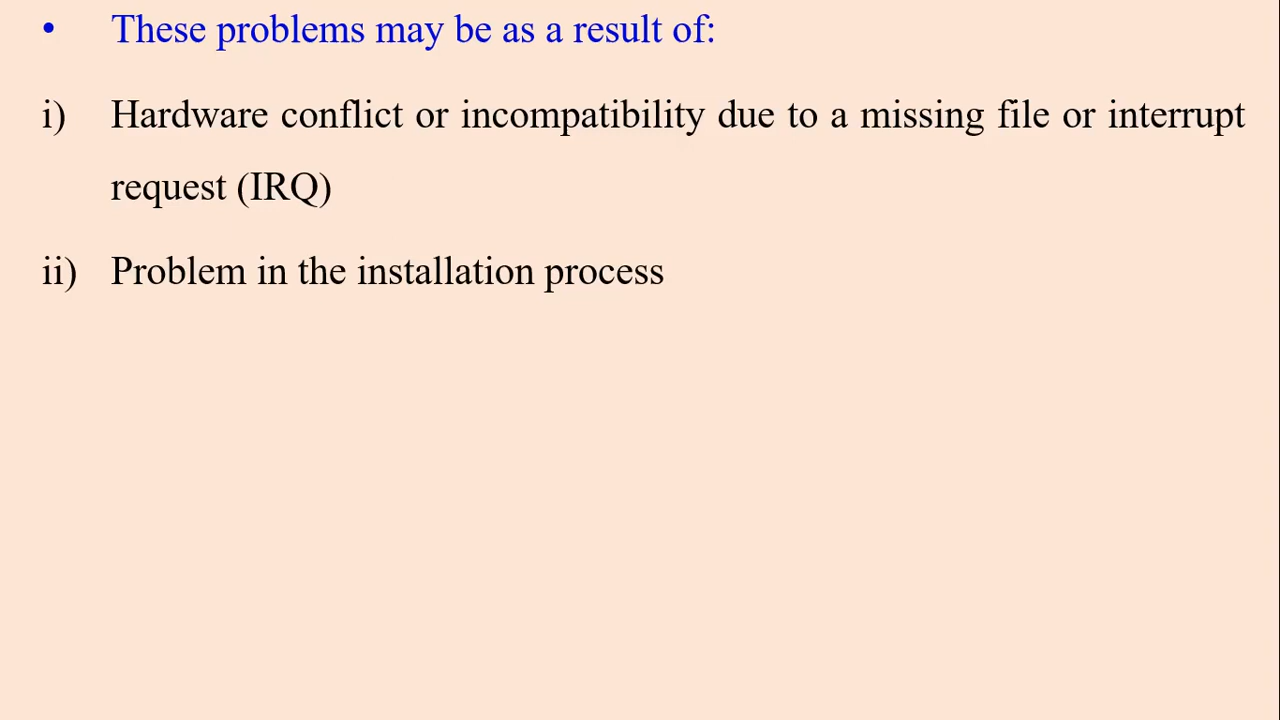 • These problems may be as a result of:
i) Hardware conflict or incompatibility due to a missing file or interrupt
request (IRQ)
ii) Problem in the installation process